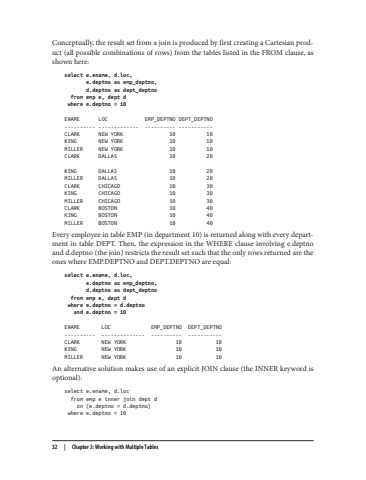 Conceptually, the result set from a join is produced by first creating a Cartesian prod-
uct (all possible combinations of rows) from the tables listed in the FROM clause, as
shown here:
select e.ename, d.loc,
e.deptno as emp_deptno,
d.deptno as dept_deptno
from emp e, dept d
where e.deptno = 10
ENAME LOC EMP_DEPTNO DEPT_DEPTNO
---------- ------------- ---------- -----------
CLARK NEW YORK 10 10
KING NEW YORK 10 10
MILLER NEW YORK 10 10
CLARK DALLAS 10 20
KING DALLAS 10 20
MILLER DALLAS 10 20
CLARK CHICAGO 10 30
KING CHICAGO 10 30
MILLER CHICAGO 10 30
CLARK BOSTON 10 40
KING BOSTON 10 40
MILLER BOSTON 10 40
Every employee in table EMP (in department 10) is returned along with every depart-
ment in table DEPT. Then, the expression in the WHERE clause involving e.deptno
and d.deptno (the join) restricts the result set such that the only rows returned are the
ones where EMP.DEPTNO and DEPT.DEPTNO are equal:
select e.ename, d.loc,
e.deptno as emp_deptno,
d.deptno as dept_deptno
from emp e, dept d
where e.deptno = d.deptno
and e.deptno = 10
ENAME LOC EMP_DEPTNO DEPT_DEPTNO
---------- -------------- ---------- -----------
CLARK NEW YORK 10 10
KING NEW YORK 10 10
MILLER NEW YORK 10 10
An alternative solution makes use of an explicit JOIN clause (the INNER keyword is
optional):
select e.ename, d.loc
from emp e inner join dept d
on (e.deptno = d.deptno)
where e.deptno = 10
32 | Chapter 3: Working with Multiple Tables